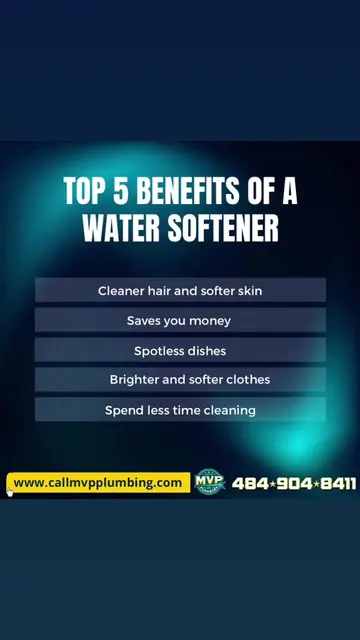 TOP 5 BENEFITS OF A
WATER SOFTENER
Cleaner hair and softer skin
Saves you money
Spotless dishes
Brighter and softer clothes
Spend less time cleaning
www.callmvpplumbing.com
MVP
484★904★8411